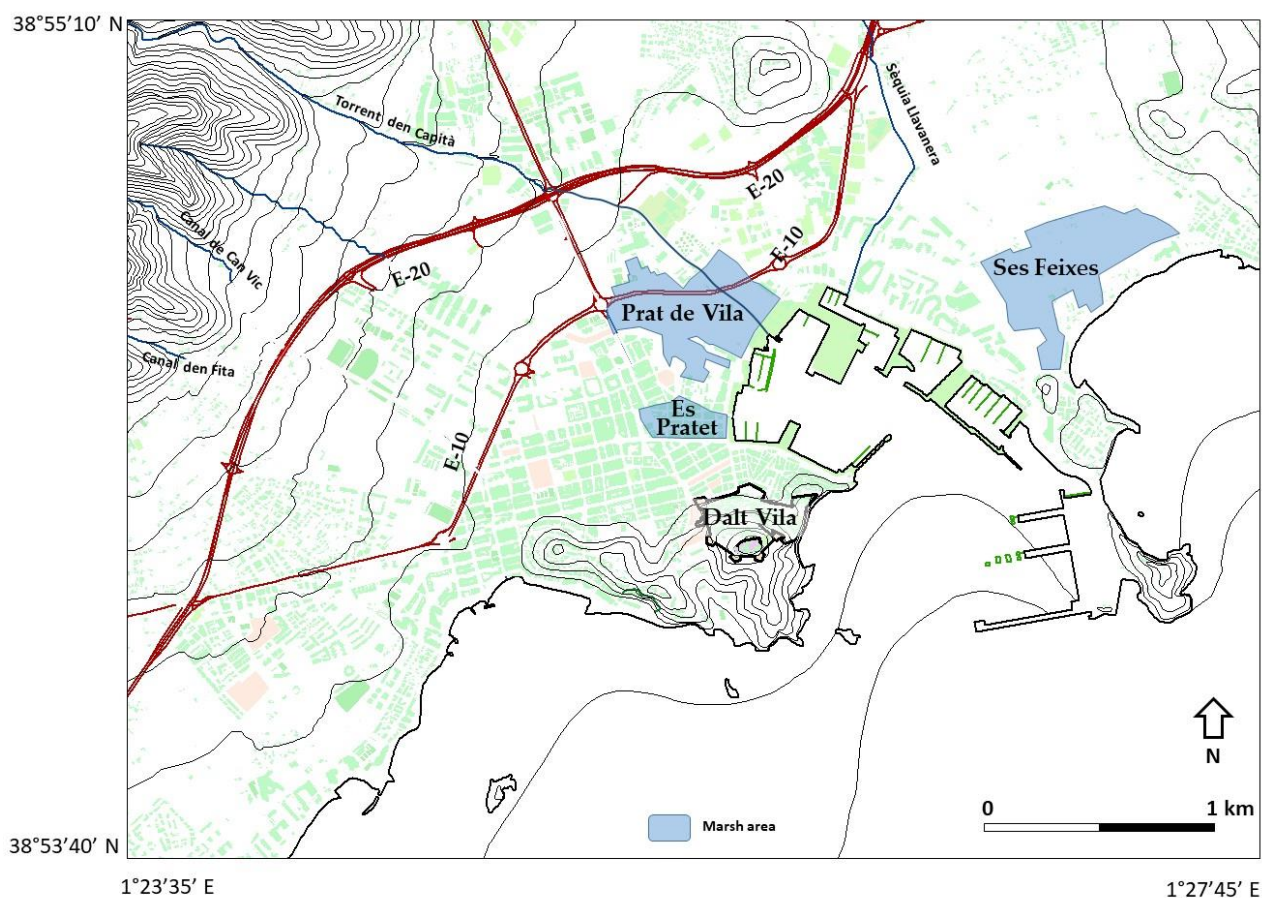 38°55'10' N
Torrent den Capità
Sèquia Llavanera
E-20
Canal de Can Vic
E-10
Ses Feixes
E-20
Prat de Vila
Canal den Fita
Es
Pratet
E-10
Dalt Vila
N
0 1 km
Marsh area
38°53'40' N
1°23'35' E
1°27'45' E